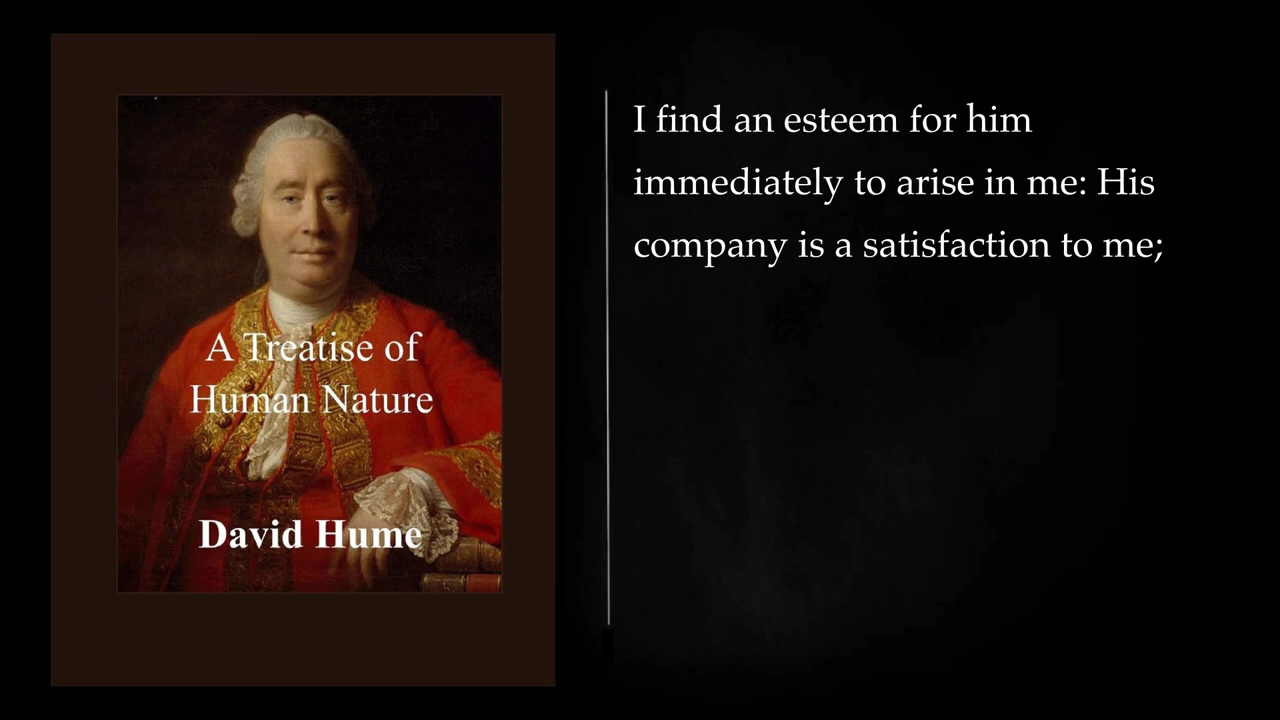 A Treatise of
Human Nature
David Hume
I find an esteem for him
immediately to arise in me: His
company is a satisfaction to me;